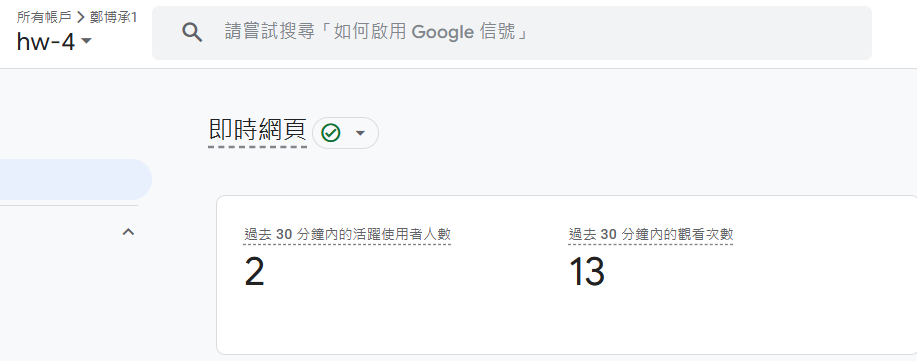 所有帳戶 > 鄭博承1
hw-4
請嘗試搜尋「如何啟用 Google 信號」
即時網頁
過去 30 分鐘內的活躍使用者人數
2
過去 30 分鐘內的觀看次數
13